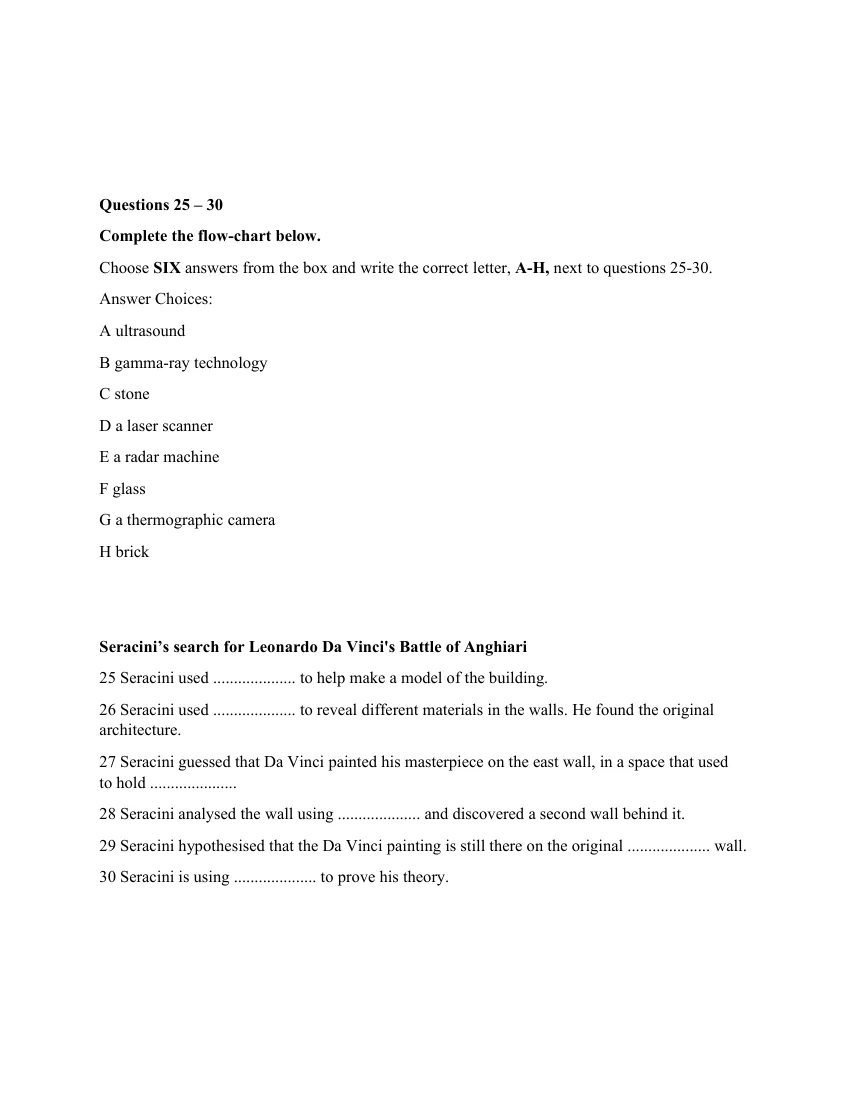 Questions 25 – 30
Complete the flow-chart below.
Choose SIX answers from the box and write the correct letter, A-H, next to questions 25-30.
Answer Choices:
A ultrasound
B gamma-ray technology
C stone
D a laser scanner
E a radar machine
F glass
G a thermographic camera
H brick
Seracini’s search for Leonardo Da Vinci's Battle of Anghiari
25 Seracini used .................... to help make a model of the building.
26 Seracini used .................... to reveal different materials in the walls. He found the original
architecture.
27 Seracini guessed that Da Vinci painted his masterpiece on the east wall, in a space that used
to hold .....................
28 Seracini analysed the wall using .................... and discovered a second wall behind it.
29 Seracini hypothesised that the Da Vinci painting is still there on the original .................... wall.
30 Seracini is using .................... to prove his theory.